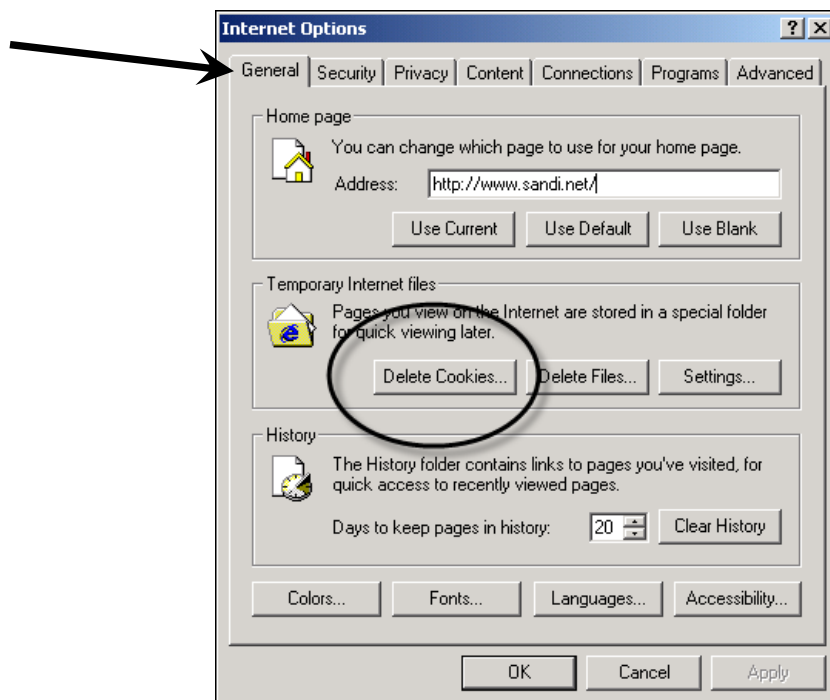 Internet Options
General Security Privacy Content Connections Programs Advanced
Home page
You can change which page to use for your home page.
Address: http://www.sandi.net/
Use Current Use Default Use Blank
Temporary Internet files
Pages you view on the Internet are stored in a special folder
for quick viewing later.
Delete Cookies... Delete Files... Settings...
History
The History folder contains links to pages you've visited, for
quick access to recently viewed pages.
Days to keep pages in history: 20 Clear History
Colors... Fonts... Languages... Accessibility...
OK Cancel Apply